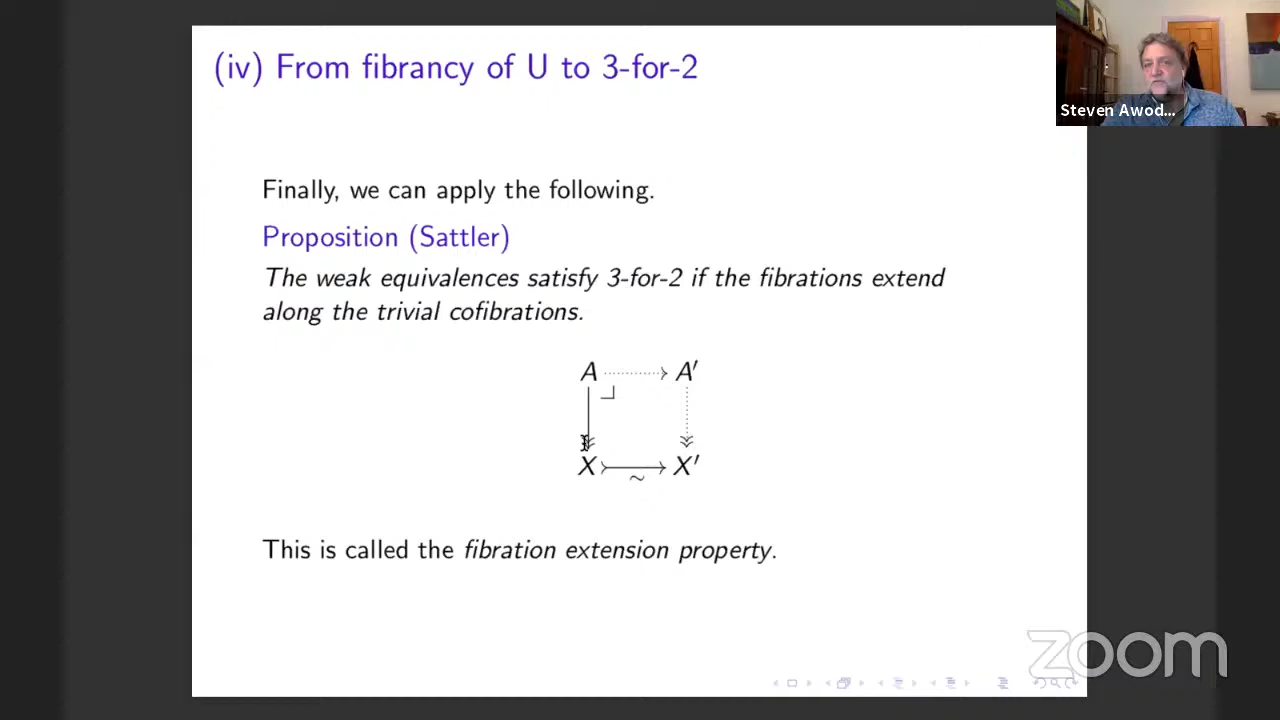 (iv) From fibrancy of U to 3-for-2
Steven Awod...
Finally, we can apply the following.
Proposition (Sattler)
The weak equivalences satisfy 3-for-2 if the fibrations extend
along the trivial cofibrations.
A A′
X ∼ X′
This is called the fibration extension property.
zoom